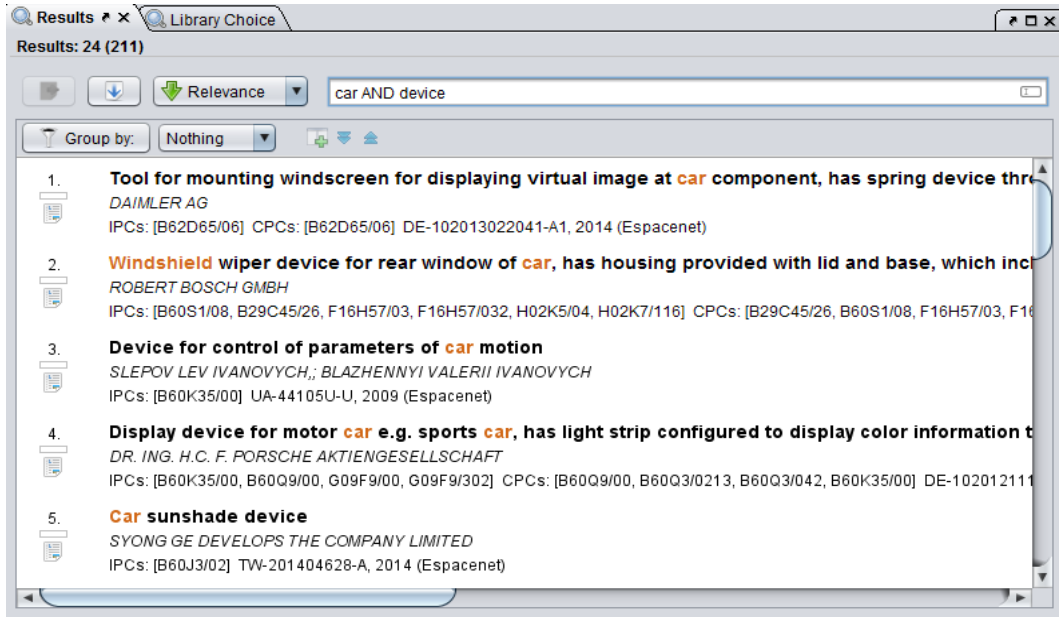 Results
Library Choice
Results: 24 (211)
Relevance
car AND device
Group by:
Nothing
1.
Tool for mounting windscreen for displaying virtual image at car component, has spring device thr
DAIMLER AG
IPCs: [B62D65/06] CPCs: [B62D65/06] DE-102013022041-A1, 2014 (Espacenet)
2.
Windshield wiper device for rear window of car, has housing provided with lid and base, which incl
ROBERT BOSCH GMBH
IPCs: [B60S1/08, B29C45/26, F16H57/03, F16H57/032, H02K5/04, H02K7/116] CPCs: [B29C45/26, B60S1/08, F16H57/03, F16
3.
Device for control of parameters of car motion
SLEPOV LEV IVANOVYCH,; BLAZHENNYI VALERII IVANOVYCH
IPCs: [B60K35/00] UA-44105U-U, 2009 (Espacenet)
4.
Display device for motor car e.g. sports car, has light strip configured to display color information t
DR. ING. H.C. F. PORSCHE AKTIENGESELLSCHAFT
IPCs: [B60K35/00, B60Q9/00, G09F9/00, G09F9/302] CPCs: [B60Q9/00, B60Q3/0213, B60Q3/042, B60K35/00] DE-102012111
5.
Car sunshade device
SYONG GE DEVELOPS THE COMPANY LIMITED
IPCs: [B60J3/02] TW-201404628-A, 2014 (Espacenet)